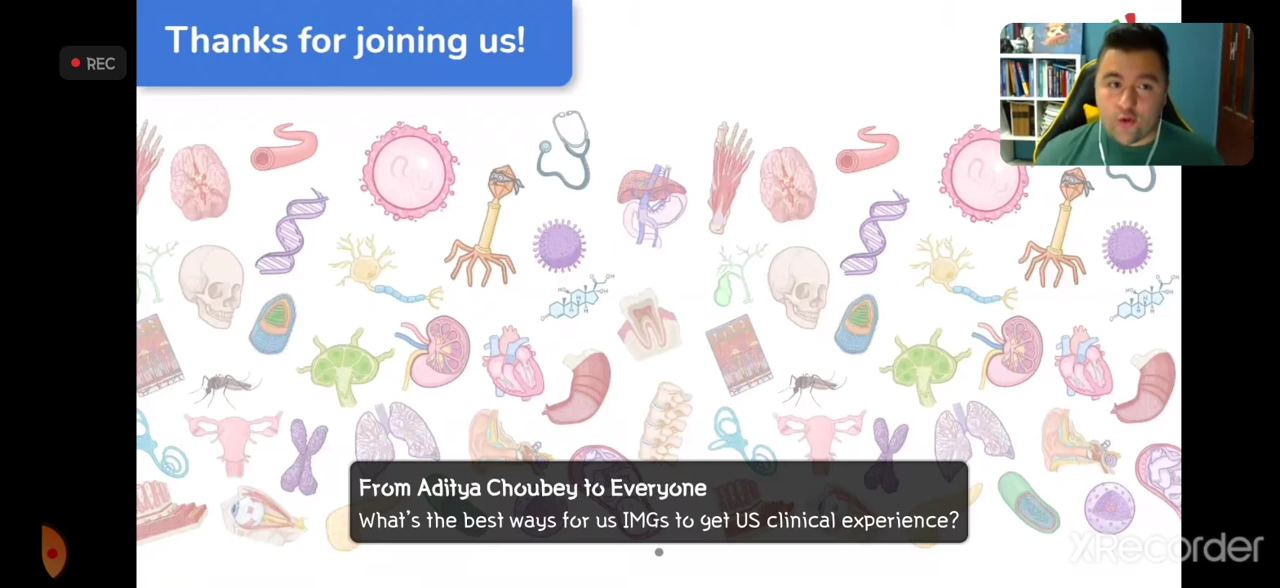 Thanks for joining us!
REC
From Aditya Choubey to Everyone
What's the best ways for us IMGs to get US clinical experience?
XRecorder